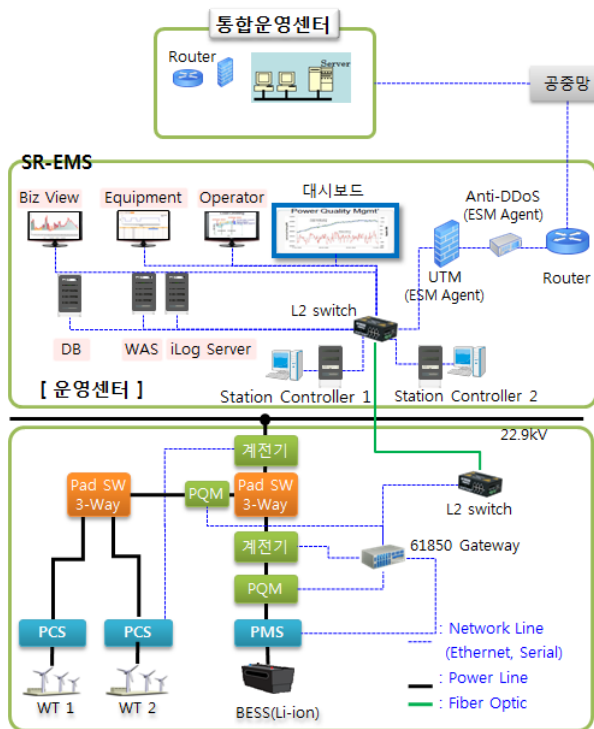 통합운영센터
Router
Server
공중망
SR-EMS
Biz View
Equipment
Operator
대시보드
Power Quality Mgmt'
Anti-DDoS
(ESM Agent)
UTM
(ESM Agent)
Router
L2 switch
DB
WAS
iLog Server
[ 운영센터 ]
Station Controller 1
Station Controller 2
22.9kV
계전기
Pad SW
3-Way
PQM
Pad SW
3-Way
L2 switch
계전기
61850 Gateway
PQM
PCS
PCS
PMS
: Network Line
(Ethernet, Serial)
: Power Line
: Fiber Optic
WT 1
WT 2
BESS(Li-ion)